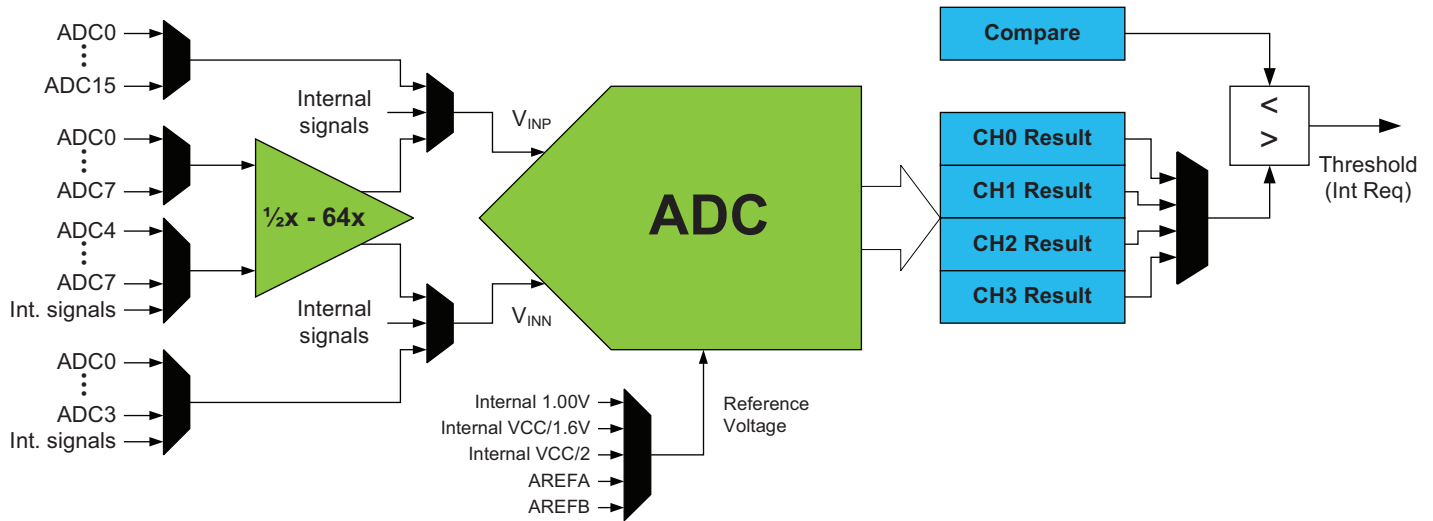 ADC0
ADC15
ADC0
ADC7
ADC4
ADC7
Int. signals
ADC0
ADC3
Int. signals
½x - 64x
Internal
signals
Internal
signals
VINP
VINN
ADC
Internal 1.00V
Internal VCC/1.6V
Internal VCC/2
AREFA
AREFB
Reference
Voltage
Compare
CH0 Result
CH1 Result
CH2 Result
CH3 Result
<
>
Threshold
(Int Req)